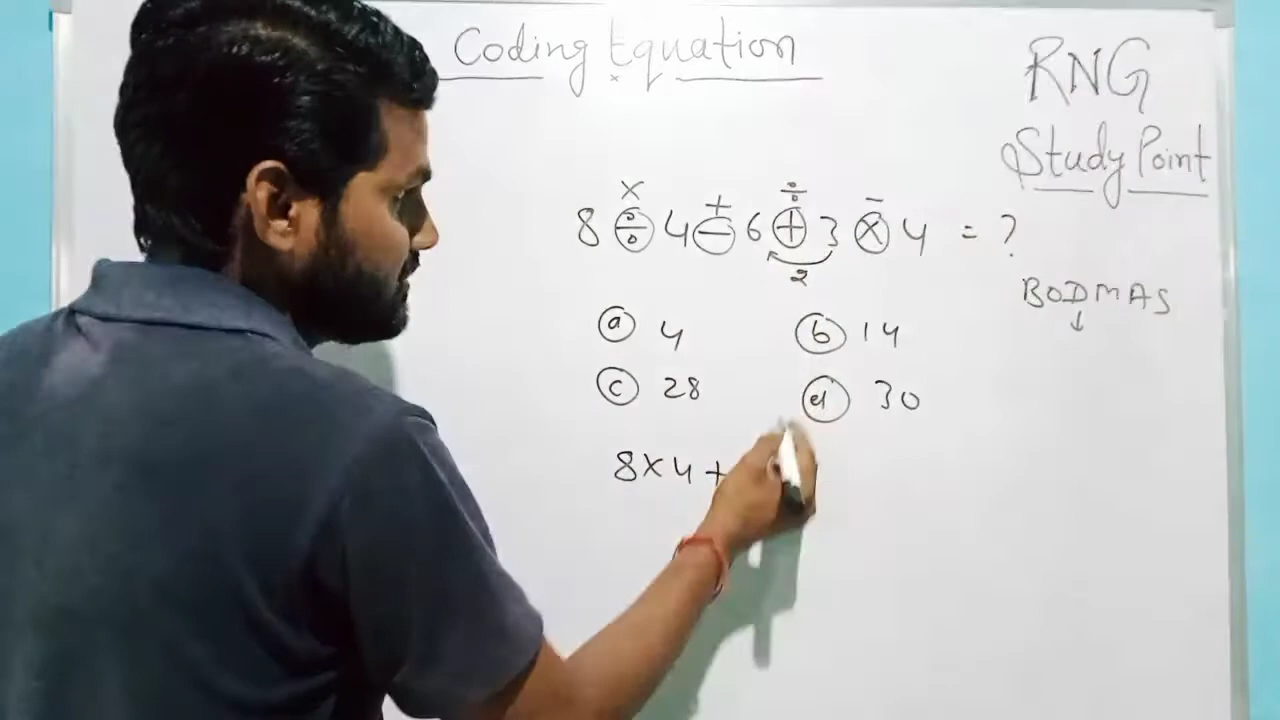 Coding Equation
RNG
Study Point
× + ÷ -
8 ÷ 4 - 6 + 3 × 4 = ?
2
BODMAS
↓
(a) 4 (b) 14
(c) 28 (d) 30
8×4+